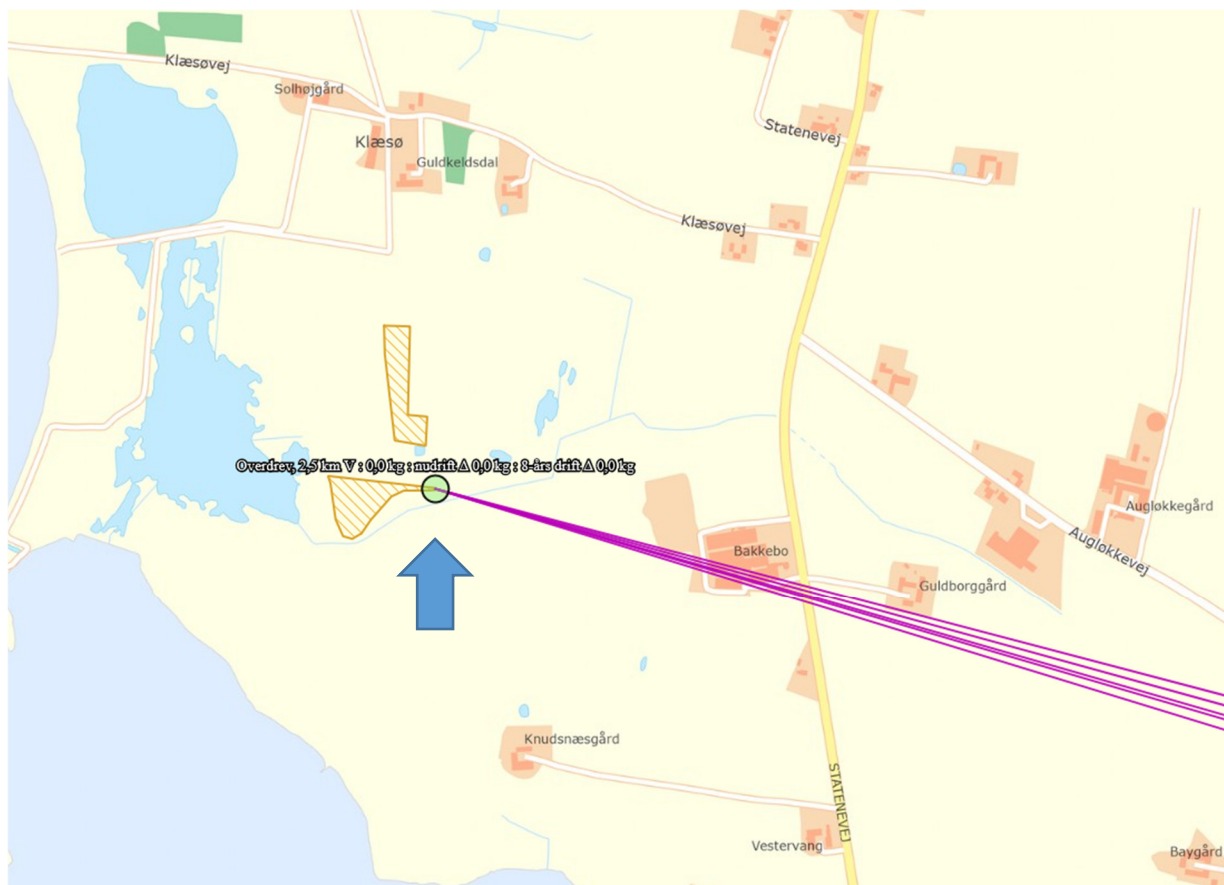 Klæsøvej
Solhøjgård
Klæsø
Guldkeldsdal
Statenevej
Klæsøvej
Overdrev, 2,5 km V : 0,0 kg : nudrift Δ 0,0 kg : 8-års drift Δ 0,0 kg
Augløkkegård
Augløkkevej
Bakkebo
Guldborggård
Knudsnæsgård
STATENEVEJ
Vestervang
Baygård